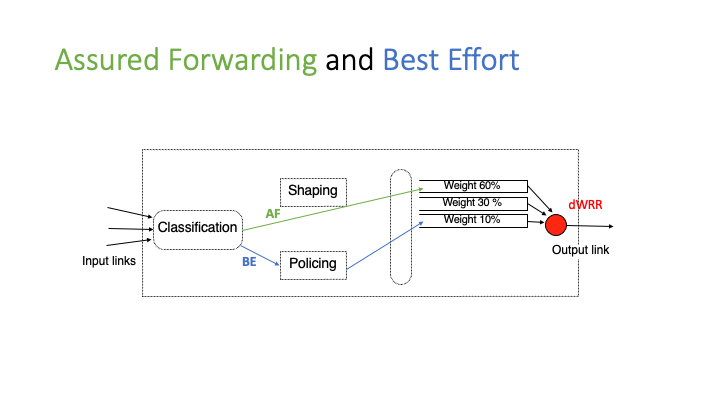 Assured Forwarding and Best Effort
Weight 60%
Shaping
Weight 30 %
dWRR
AF
Weight 10%
Classification
Output link
Input links
BE
Policing